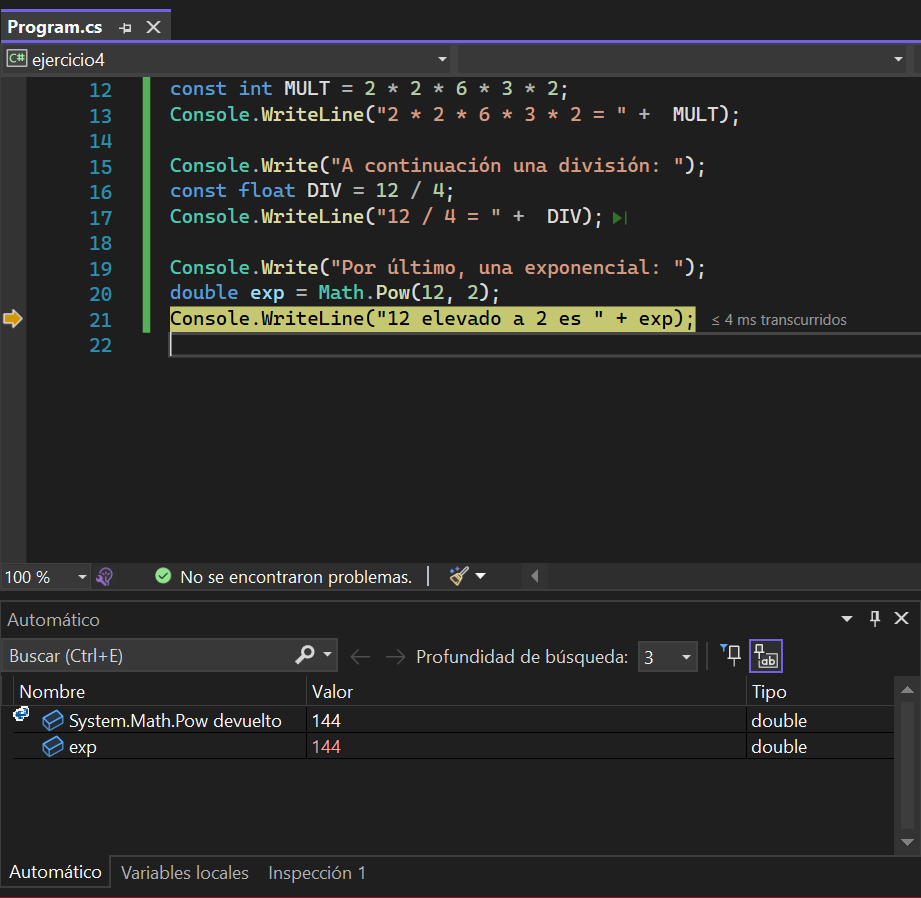 Program.cs
C# ejercicio4
12 const int MULT = 2 * 2 * 6 * 3 * 2;
13 Console.WriteLine("2 * 2 * 6 * 3 * 2 = " +  MULT);
14
15 Console.Write("A continuación una división: ");
16 const float DIV = 12 / 4;
17 Console.WriteLine("12 / 4 = " +  DIV);
18
19 Console.Write("Por último, una exponencial: ");
20 double exp = Math.Pow(12, 2);
21 Console.WriteLine("12 elevado a 2 es " + exp); ≤ 4 ms transcurridos
22
100 % No se encontraron problemas.
Automático
Buscar (Ctrl+E) Profundidad de búsqueda: 3 ab
Nombre Valor Tipo
System.Math.Pow devuelto 144 double
exp 144 double
Automático Variables locales Inspección 1